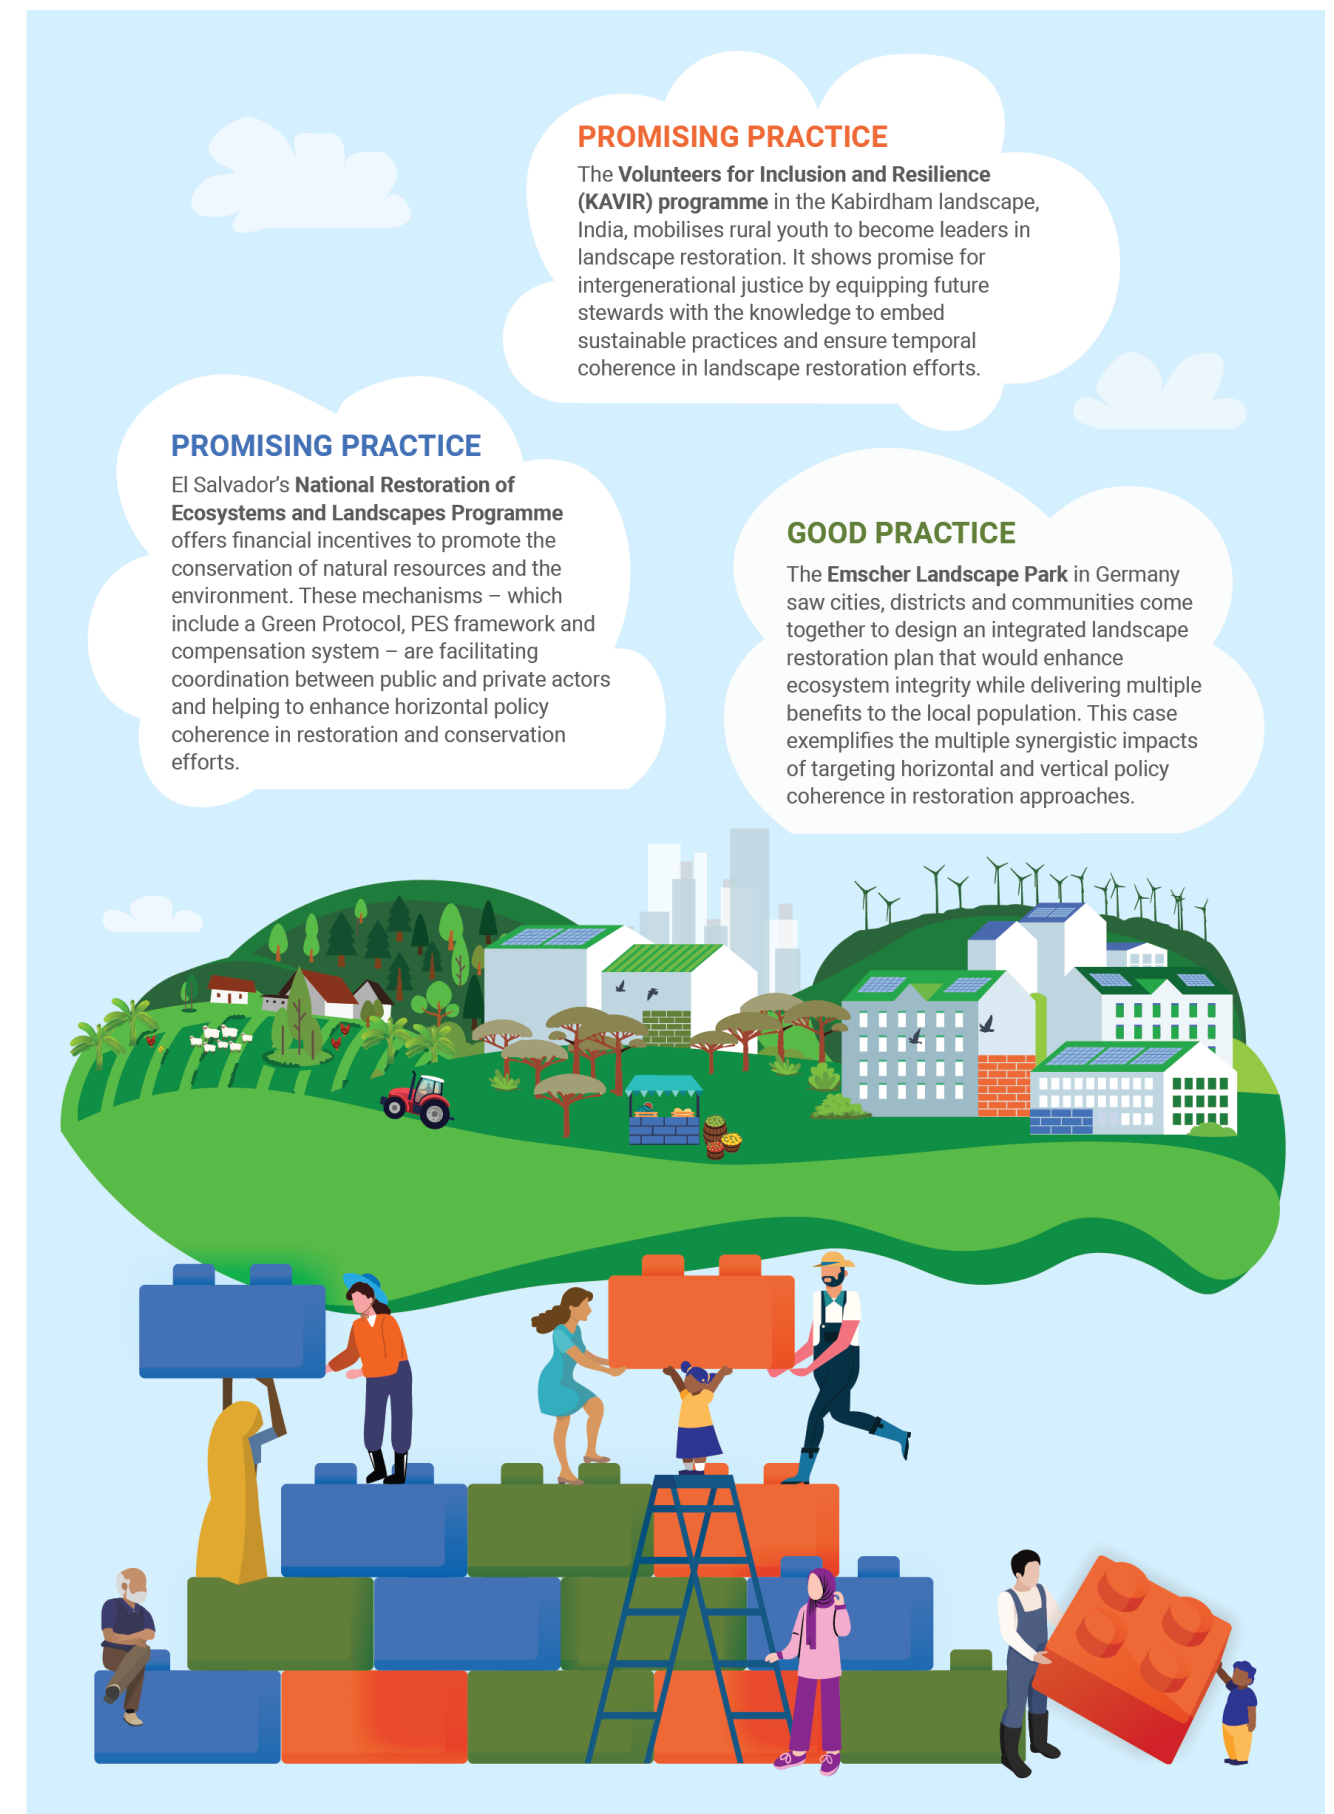 PROMISING PRACTICE
The Volunteers for Inclusion and Resilience
(KAVIR) programme in the Kabirdham landscape,
India, mobilises rural youth to become leaders in
landscape restoration. It shows promise for
intergenerational justice by equipping future
stewards with the knowledge to embed
sustainable practices and ensure temporal
coherence in landscape restoration efforts.
PROMISING PRACTICE
El Salvador’s National Restoration of
Ecosystems and Landscapes Programme
offers financial incentives to promote the
conservation of natural resources and the
environment. These mechanisms – which
include a Green Protocol, PES framework and
compensation system – are facilitating
coordination between public and private actors
and helping to enhance horizontal policy
coherence in restoration and conservation
efforts.
GOOD PRACTICE
The Emscher Landscape Park in Germany
saw cities, districts and communities come
together to design an integrated landscape
restoration plan that would enhance
ecosystem integrity while delivering multiple
benefits to the local population. This case
exemplifies the multiple synergistic impacts
of targeting horizontal and vertical policy
coherence in restoration approaches.